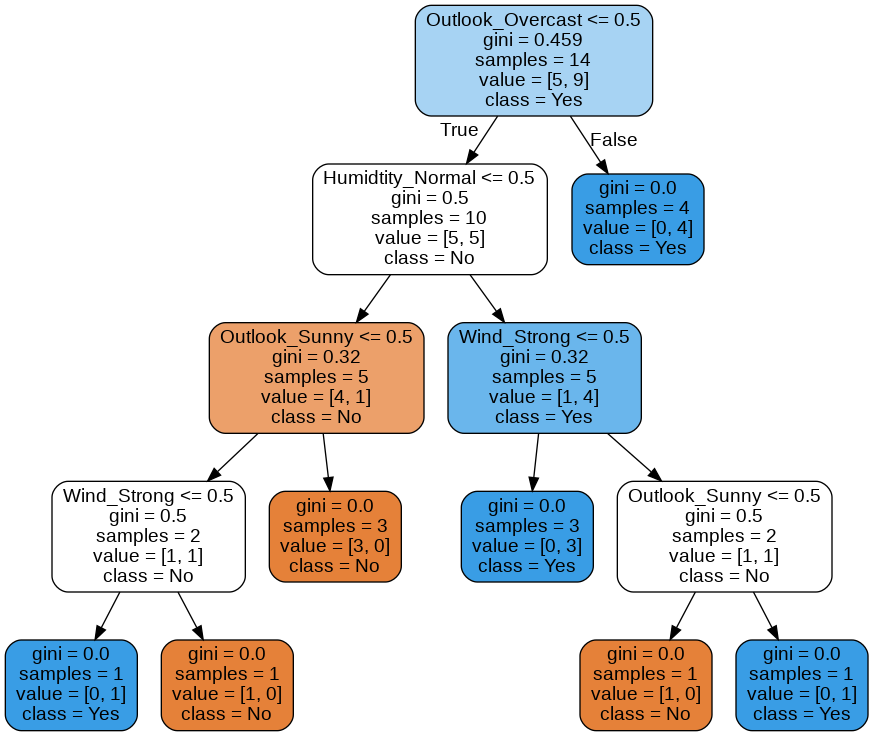 Outlook_Overcast <= 0.5
gini = 0.459
samples = 14
value = [5, 9]
class = Yes
True
False
Humidtity_Normal <= 0.5
gini = 0.5
samples = 10
value = [5, 5]
class = No
gini = 0.0
samples = 4
value = [0, 4]
class = Yes
Outlook_Sunny <= 0.5
gini = 0.32
samples = 5
value = [4, 1]
class = No
Wind_Strong <= 0.5
gini = 0.32
samples = 5
value = [1, 4]
class = Yes
Wind_Strong <= 0.5
gini = 0.5
samples = 2
value = [1, 1]
class = No
gini = 0.0
samples = 3
value = [3, 0]
class = No
gini = 0.0
samples = 3
value = [0, 3]
class = Yes
Outlook_Sunny <= 0.5
gini = 0.5
samples = 2
value = [1, 1]
class = No
gini = 0.0
samples = 1
value = [0, 1]
class = Yes
gini = 0.0
samples = 1
value = [1, 0]
class = No
gini = 0.0
samples = 1
value = [1, 0]
class = No
gini = 0.0
samples = 1
value = [0, 1]
class = Yes